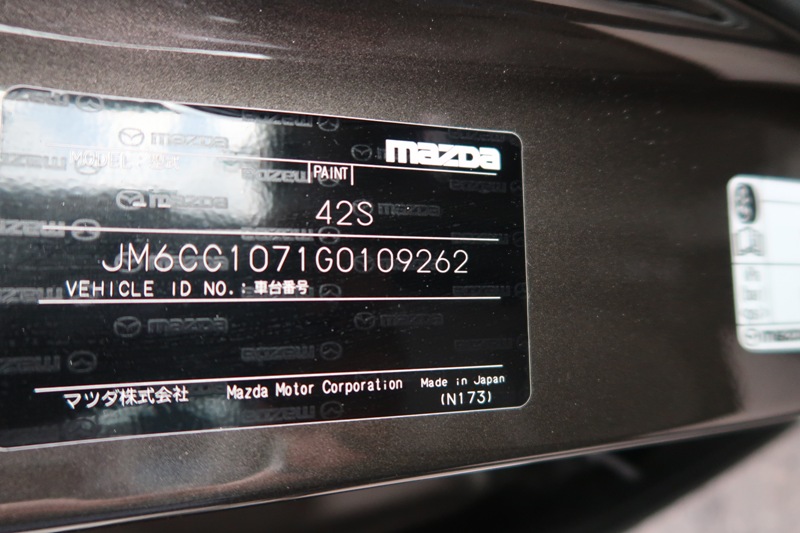 mazda
PAINT
42S
JM6CC1071G0109262
VEHICLE ID NO.: 車台番号
マツダ株式会社 Mazda Motor Corporation Made in Japan
(N173)